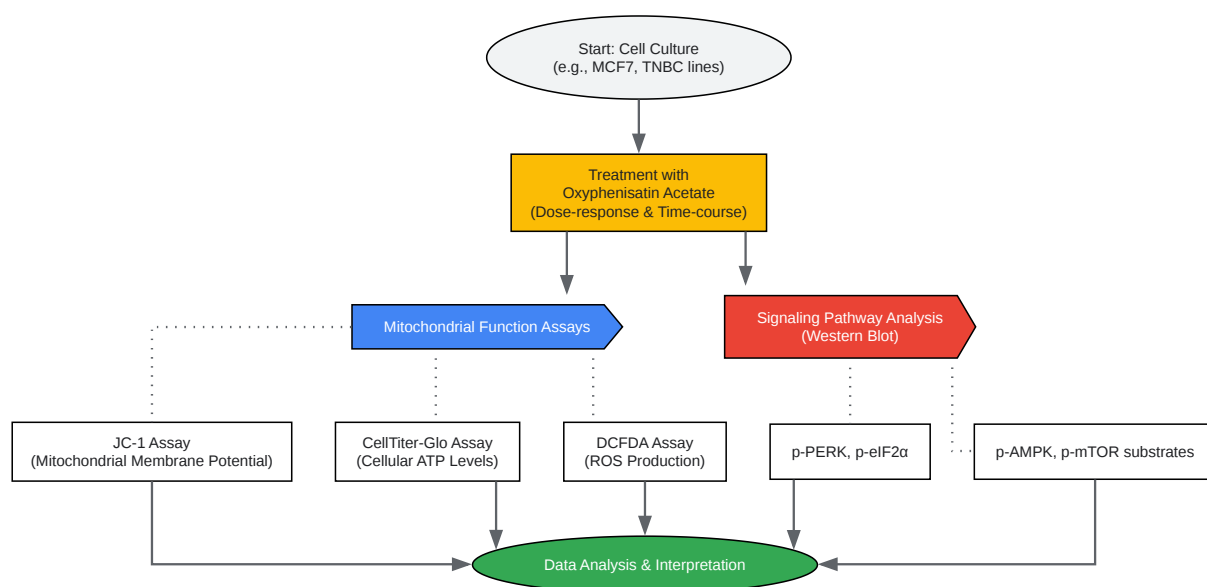 Start: Cell Culture
(e.g., MCF7, TNBC lines)
Treatment with
Oxyphenisatin Acetate
(Dose-response & Time-course)
Mitochondrial Function Assays
Signaling Pathway Analysis
(Western Blot)
JC-1 Assay
(Mitochondrial Membrane Potential)
CellTiter-Glo Assay
(Cellular ATP Levels)
DCFDA Assay
(ROS Production)
p-PERK, p-eIF2α
p-AMPK, p-mTOR substrates
Data Analysis & Interpretation